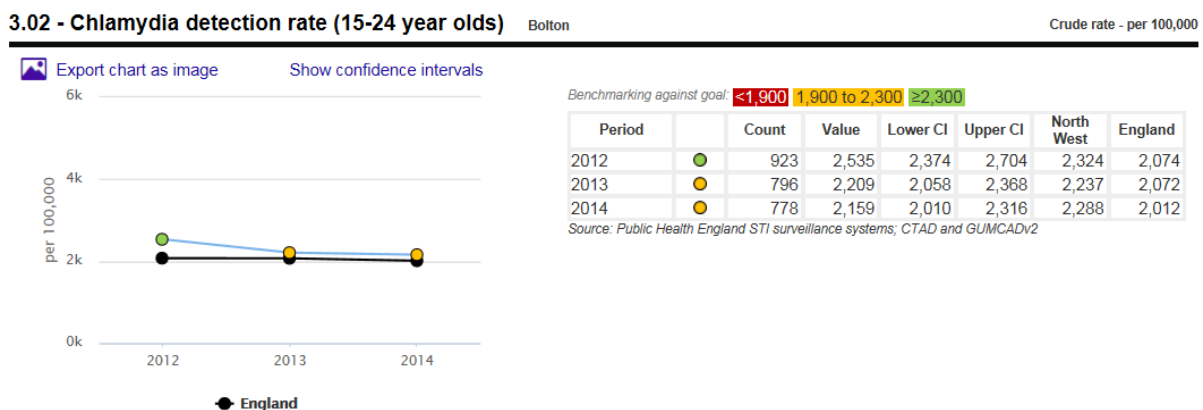 3.02 - Chlamydia detection rate (15-24 year olds) Bolton Crude rate - per 100,000
Export chart as image Show confidence intervals
6k
4k
2k
0k
per 100,000
2012 2013 2014
England
Benchmarking against goal: <1,900 1,900 to 2,300 ≥2,300
Period Count Value Lower CI Upper CI North West England
2012 923 2,535 2,374 2,704 2,324 2,074
2013 796 2,209 2,058 2,368 2,237 2,072
2014 778 2,159 2,010 2,316 2,288 2,012
Source: Public Health England STI surveillance systems; CTAD and GUMCADv2